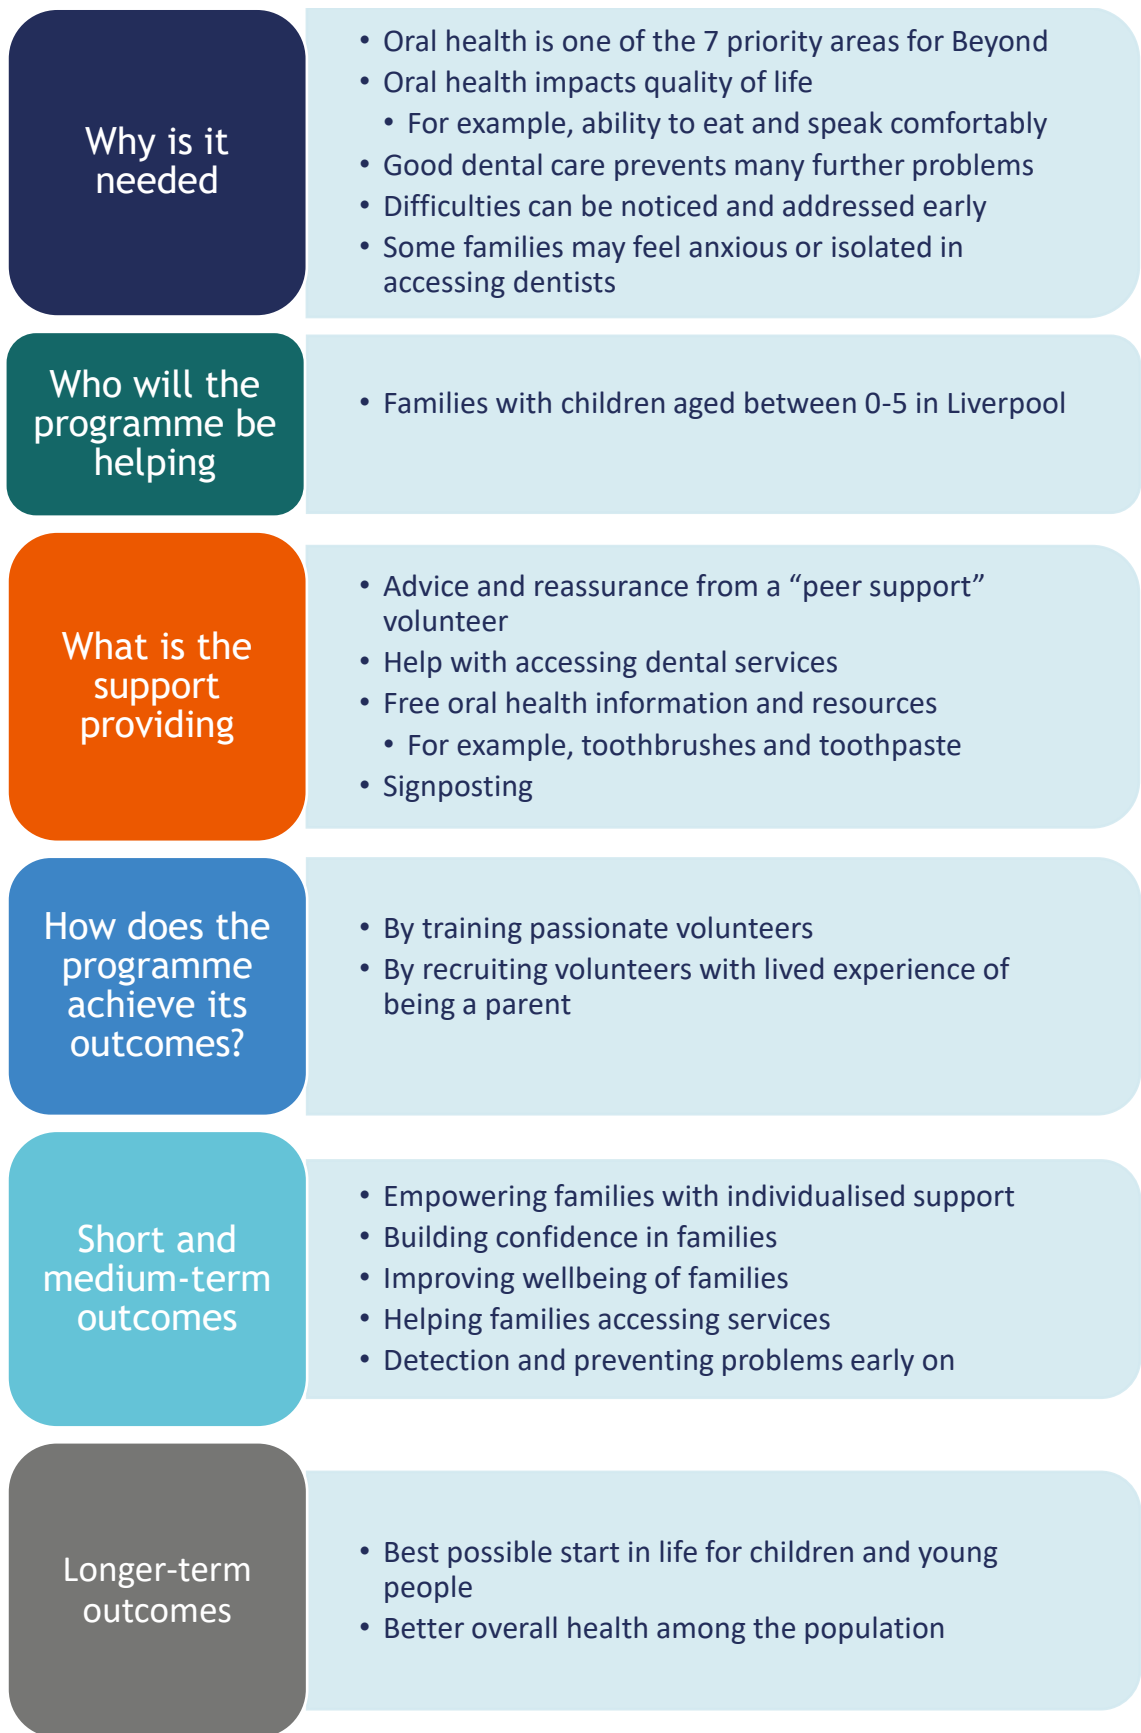 Why is it
needed
• Oral health is one of the 7 priority areas for Beyond
• Oral health impacts quality of life
• For example, ability to eat and speak comfortably
• Good dental care prevents many further problems
• Difficulties can be noticed and addressed early
• Some families may feel anxious or isolated in
accessing dentists
Who will the
programme be
helping
• Families with children aged between 0-5 in Liverpool
What is the
support
providing
• Advice and reassurance from a “peer support”
volunteer
• Help with accessing dental services
• Free oral health information and resources
• For example, toothbrushes and toothpaste
• Signposting
How does the
programme
achieve its
outcomes?
• By training passionate volunteers
• By recruiting volunteers with lived experience of
being a parent
Short and
medium-term
outcomes
• Empowering families with individualised support
• Building confidence in families
• Improving wellbeing of families
• Helping families accessing services
• Detection and preventing problems early on
Longer-term
outcomes
• Best possible start in life for children and young
people
• Better overall health among the population